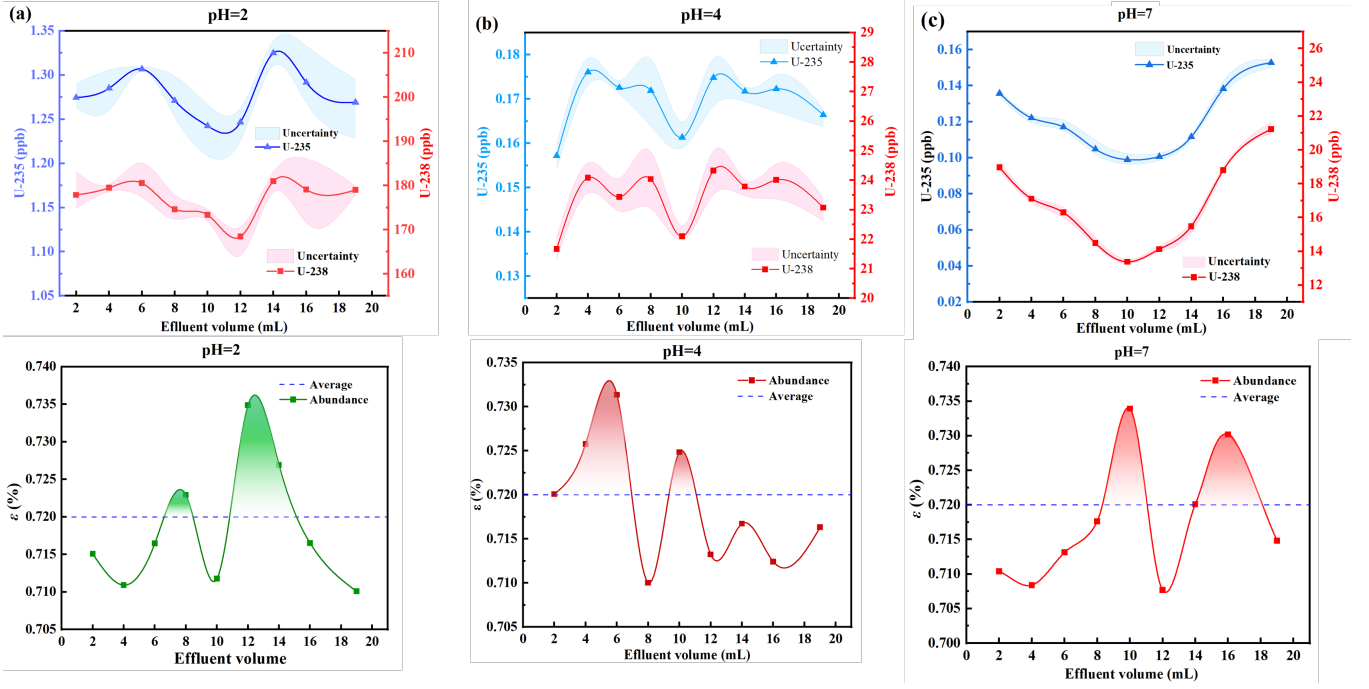 (a)
pH=2
1.35
1.30
1.25
1.20
1.15
1.10
1.05
U-235 (ppb)
210
200
190
180
170
160
U-238 (ppb)
Uncertainty
U-235
Uncertainty
U-238
2 4 6 8 10 12 14 16 18 20
Effluent volume (mL)
(b)
pH=4
0.18
0.17
0.16
0.15
0.14
0.13
U-235 (ppb)
29
28
27
26
25
24
23
22
21
20
U-238 (ppb)
Ucertainty
U-235
Uncertainty
U-238
0 2 4 6 8 10 12 14 16 18 20
Effluent volume (mL)
(c)
pH=7
0.16
0.14
0.12
0.10
0.08
0.06
0.04
0.02
U-235 (ppb)
26
24
22
20
18
16
14
12
U-238 (ppb)
Uncertainty
U-235
Uncertainty
U-238
0 2 4 6 8 10 12 14 16 18 20
Effluent volume (mL)
pH=2
0.740
0.735
0.730
0.725
0.720
0.715
0.710
0.705
ε (%)
Average
Abundance
0 2 4 6 8 10 12 14 16 18 20
Effluent volume
pH=4
0.735
0.730
0.725
0.720
0.715
0.710
0.705
ε (%)
Abundance
Average
0 2 4 6 8 10 12 14 16 18 20
Effluent volume (mL)
pH=7
0.740
0.735
0.730
0.725
0.720
0.715
0.710
0.705
0.700
ε (%)
Abundance
Average
0 2 4 6 8 10 12 14 16 18 20
Effluent volume (mL)